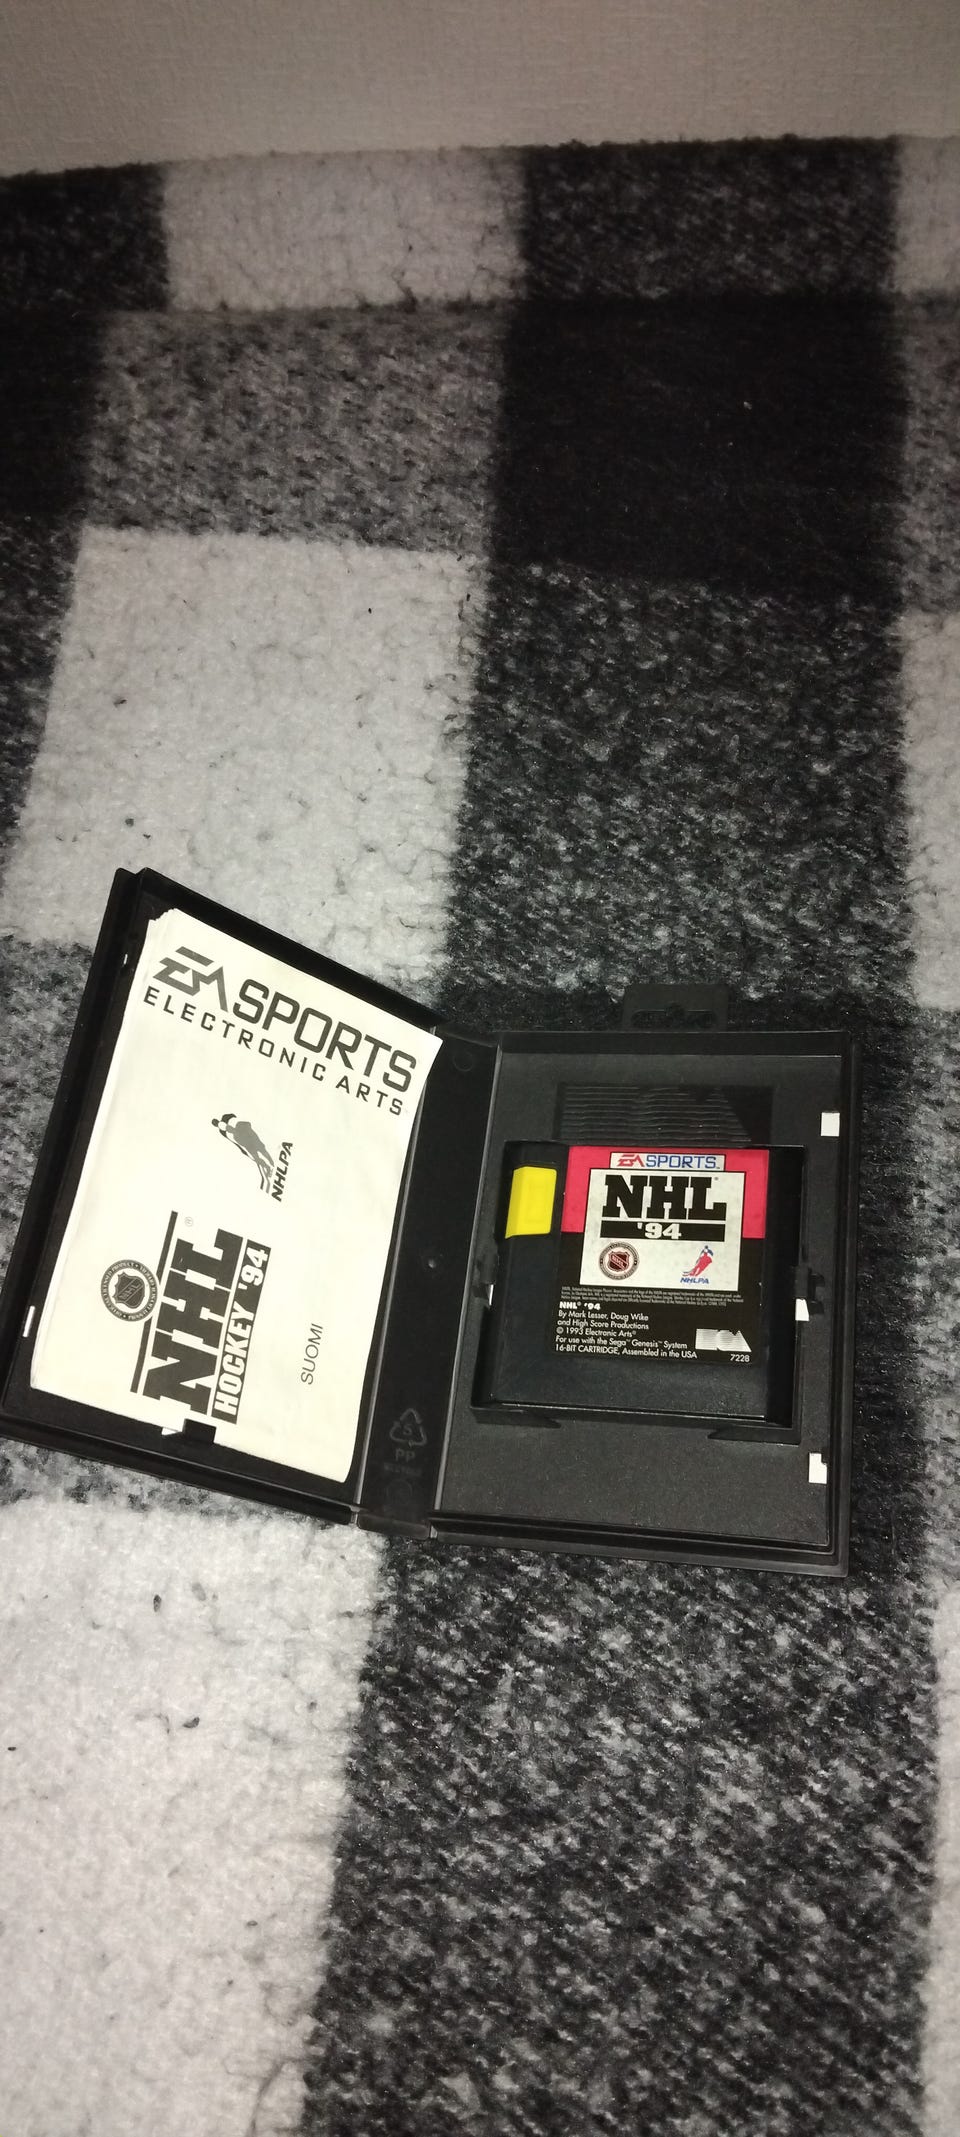 EA SPORTS
ELECTRONIC ARTS
NHLPA
NHL®
HOCKEY '94
SUOMI
5
PP
EA SPORTS™
NHL®
'94
NHLPA
NHL® '94
By Mark Lesser, Doug Wike
and High Score Productions
© 1993 Electronic Arts®
For use with the Sega™ Genesis™ System
16-BIT CARTRIDGE, Assembled in the USA
7228